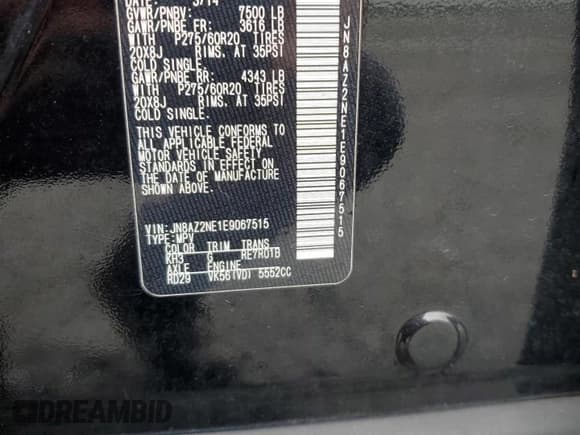 DATE: 3/14
GVWR/PNBV: 7500 LB
GAWR/PNBE FR: 3616 LB
WITH P275/60R20 TIRES
20X8J RIMS, AT 35PSI
COLD SINGLE.
GAWR/PNBE RR: 4343 LB
WITH P275/60R20 TIRES
20X8J RIMS, AT 35PSI
COLD SINGLE.
THIS VEHICLE CONFORMS TO
ALL APPLICABLE FEDERAL
MOTOR VEHICLE SAFETY
STANDARDS IN EFFECT ON
THE DATE OF MANUFACTURE
SHOWN ABOVE.
VIN: JN8AZ2NE1E9067515
TYPE: MPV
COLOR TRIM TRANS
KH3 G RE7R01B
AXLE ENGINE
RD29 VK56(VD) 5552CC
JN8AZ2NE1E9067515
DREAMBID